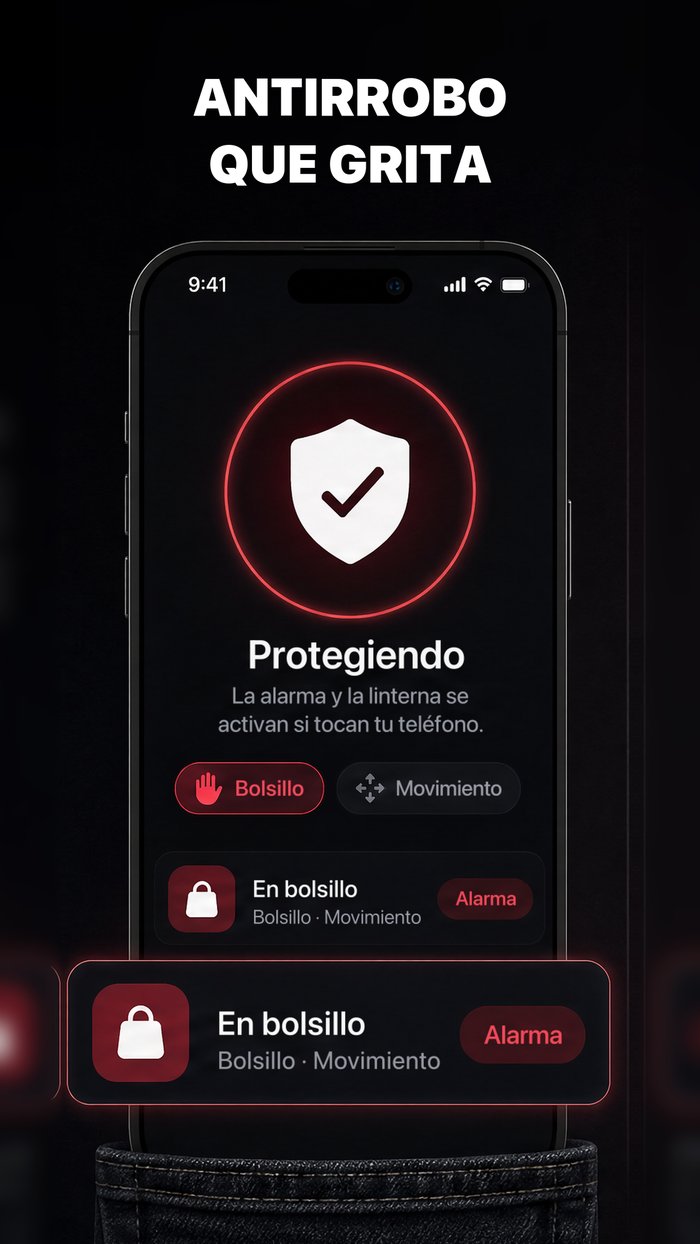 ANTIRROBO
QUE GRITA
9:41
Protegiendo
La alarma y la linterna se
activan si tocan tu teléfono.
Bolsillo
Movimiento
En bolsillo
Alarma
Bolsillo · Movimiento
En bolsillo
Alarma
Bolsillo · Movimiento